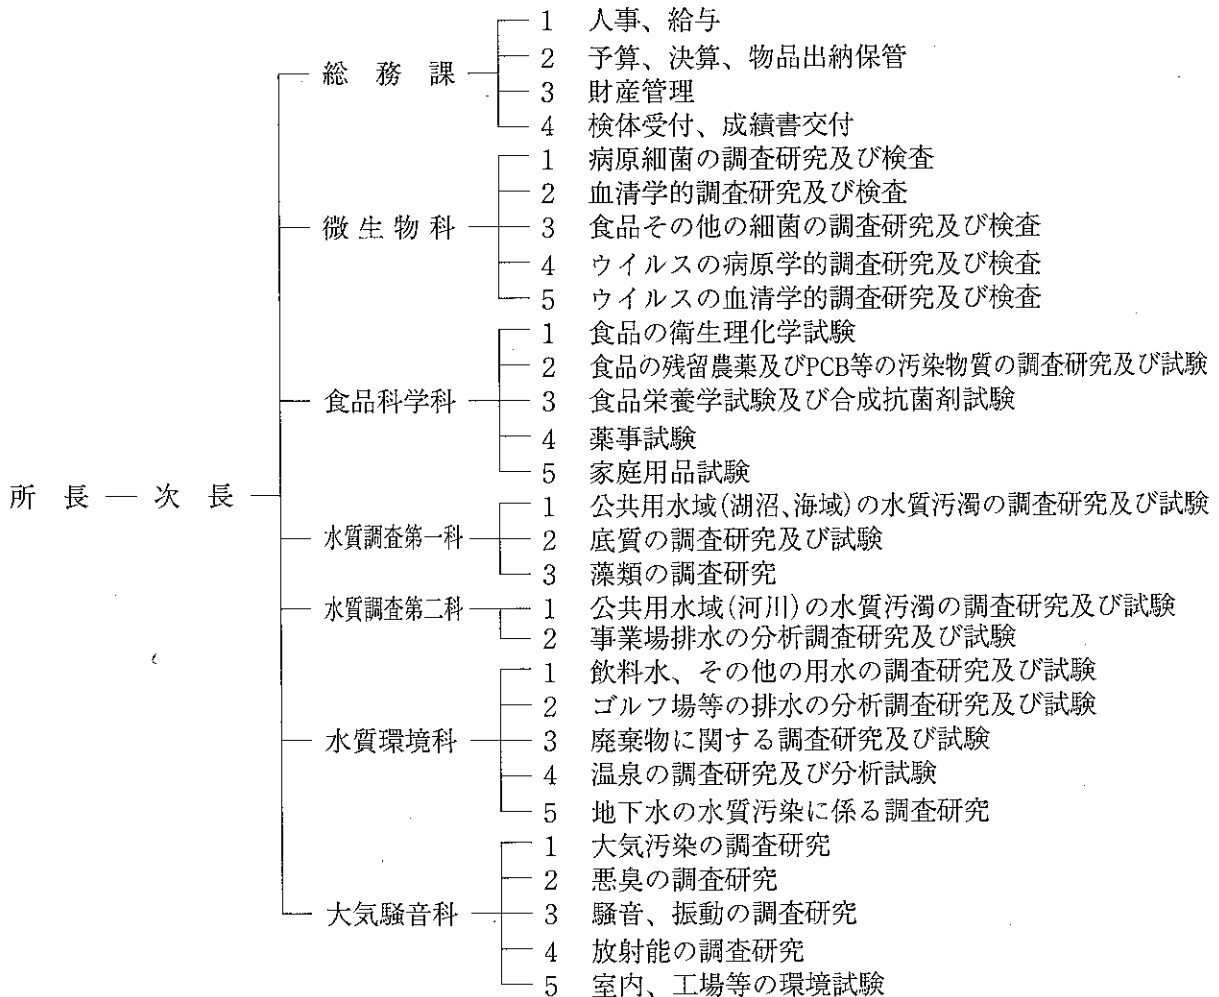 所長 次長
総務課
1 人事、給与
2 予算、決算、物品出納保管
3 財産管理
4 検体受付、成績書交付
微生物科
1 病原細菌の調査研究及び検査
2 血清学的調査研究及び検査
3 食品その他の細菌の調査研究及び検査
4 ウイルスの病原学的調査研究及び検査
5 ウイルスの血清学的調査研究及び検査
食品科学科
1 食品の衛生理化学試験
2 食品の残留農薬及びPCB等の汚染物質の調査研究及び試験
3 食品栄養学試験及び合成抗菌剤試験
4 薬事試験
5 家庭用品試験
水質調査第一科
1 公共用水域(湖沼、海域)の水質汚濁の調査研究及び試験
2 底質の調査研究及び試験
3 藻類の調査研究
水質調査第二科
1 公共用水域(河川)の水質汚濁の調査研究及び試験
2 事業場排水の分析調査研究及び試験
水質環境科
1 飲料水、その他の用水の調査研究及び試験
2 ゴルフ場等の排水の分析調査研究及び試験
3 廃棄物に関する調査研究及び試験
4 温泉の調査研究及び分析試験
5 地下水の水質汚染に係る調査研究
大気騒音科
1 大気汚染の調査研究
2 悪臭の調査研究
3 騒音、振動の調査研究
4 放射能の調査研究
5 室内、工場等の環境試験